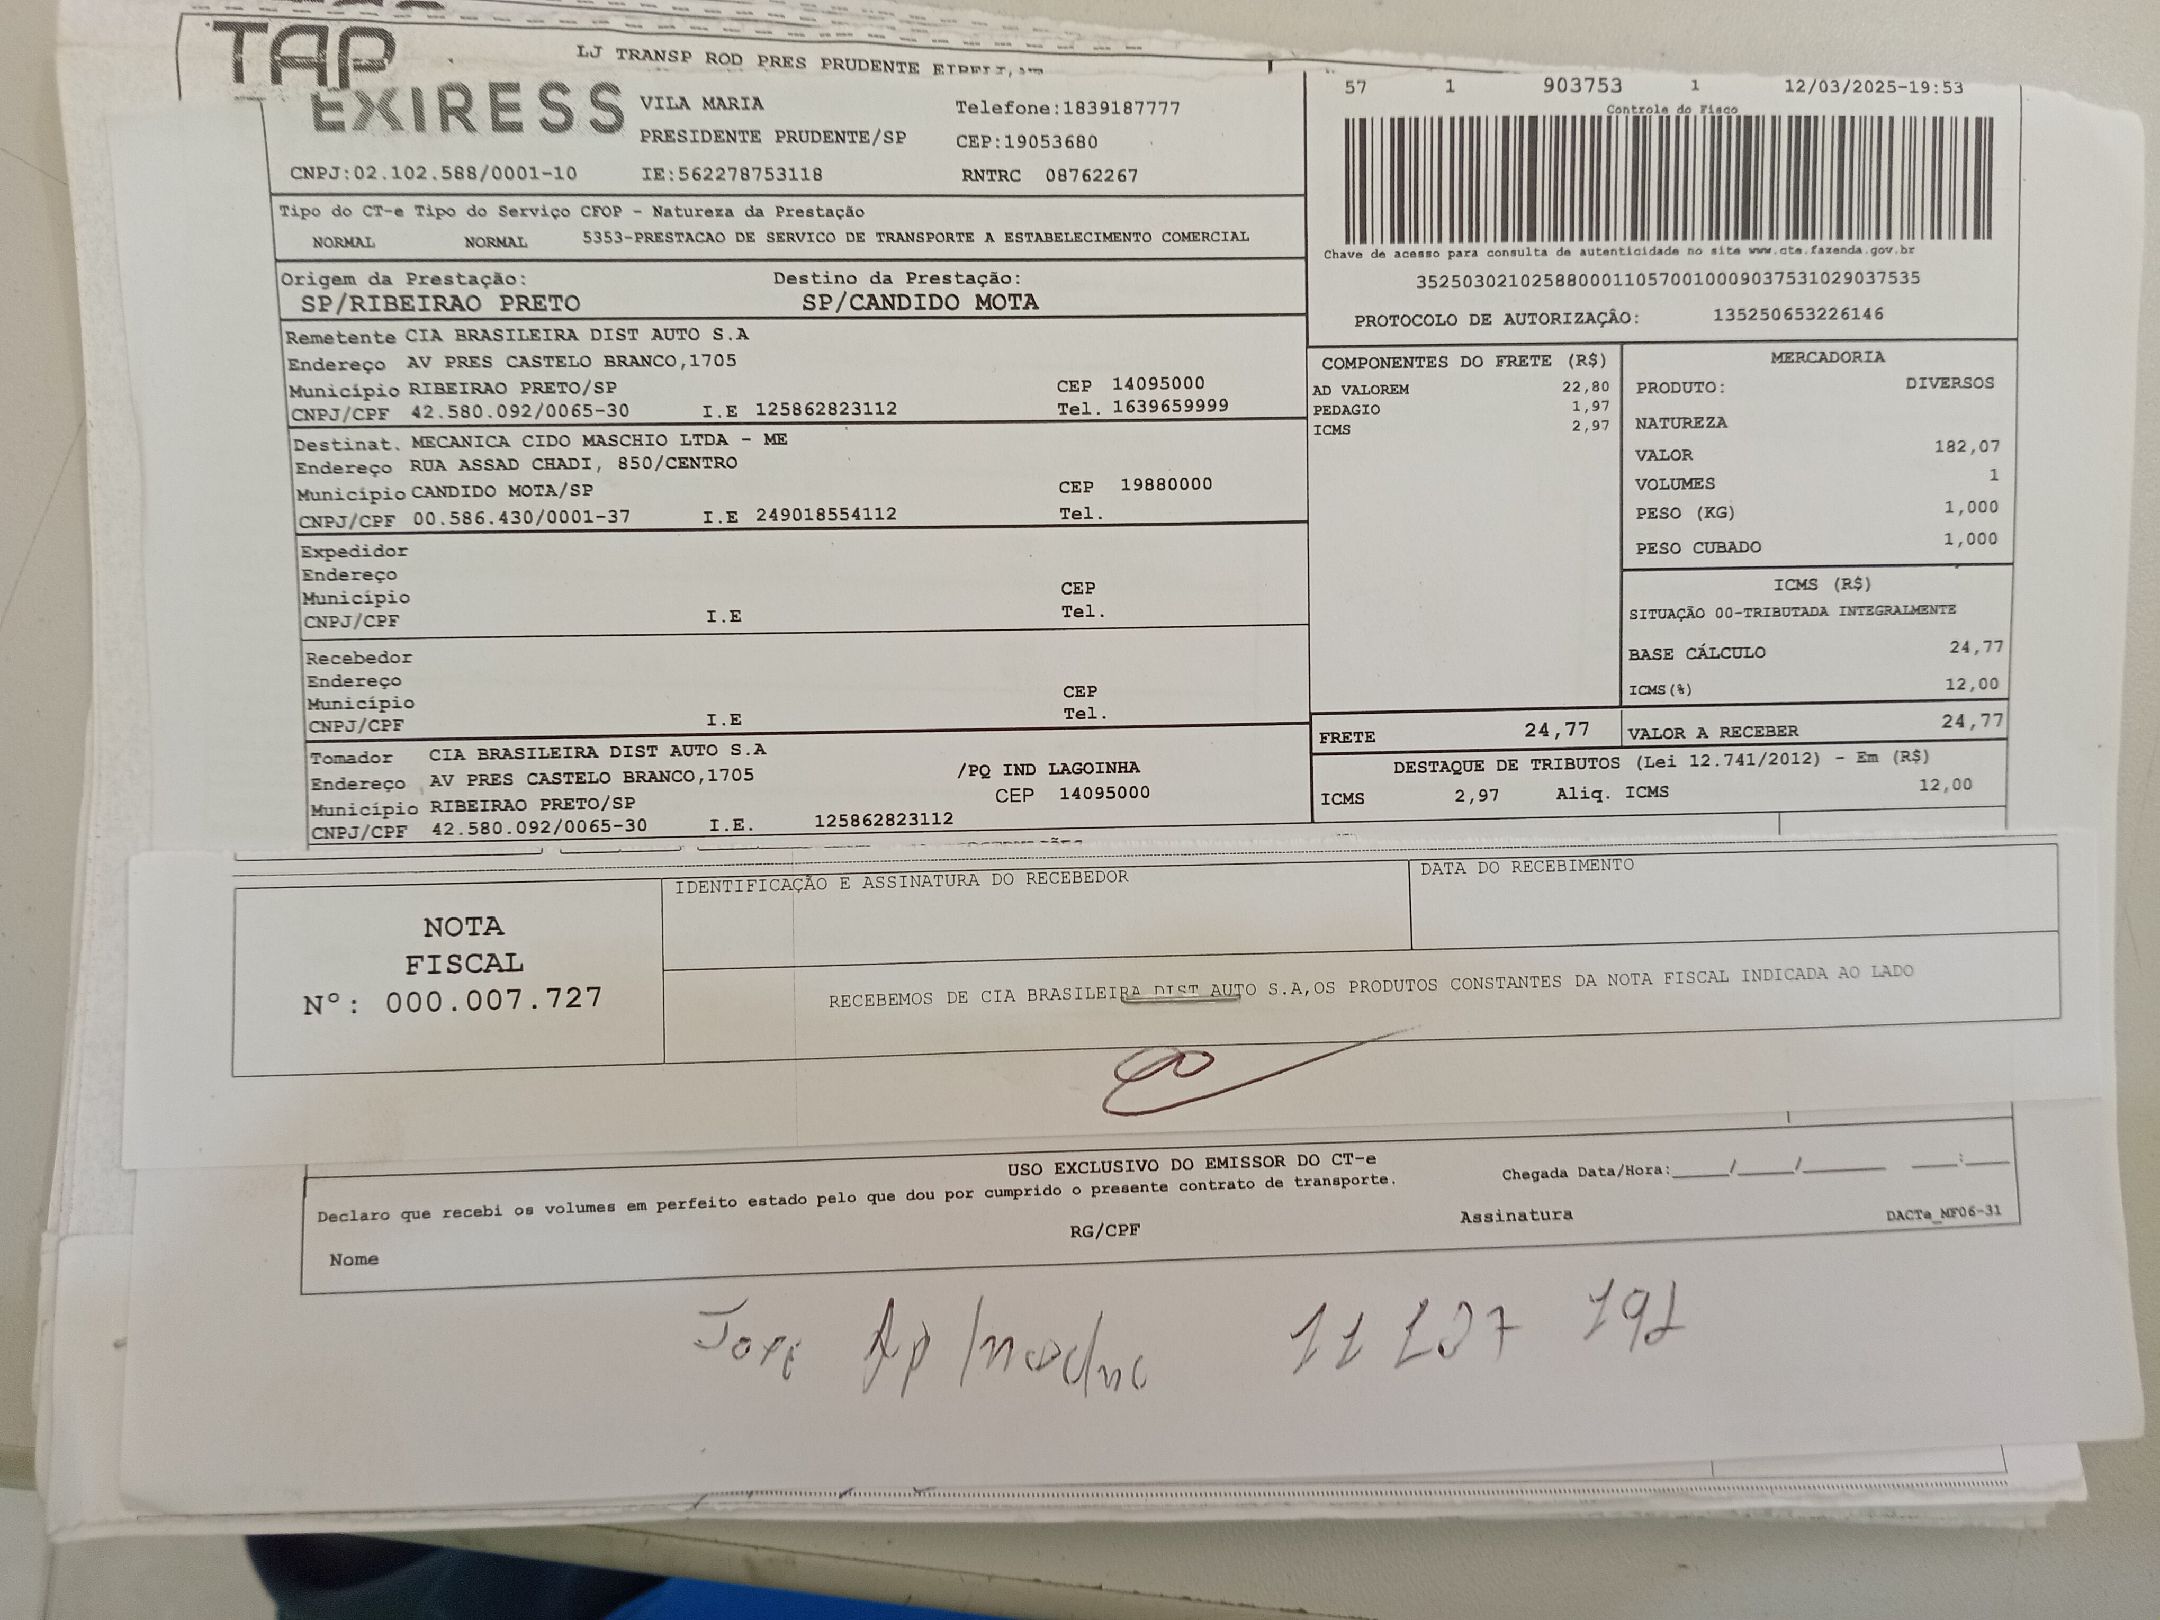 TAP
EXIRESS
LJ TRANSP ROD PRES PRUDENTE
VILA MARIA Telefone:1839187777
PRESIDENTE PRUDENTE/SP CEP:19053680
CNPJ:02.102.588/0001-10 IE:562278753118 RNTRC 08762267
57 1 903753 1 12/03/2025-19:53
Controle do Fisco
Chave de acesso para consulta de autenticidade no site www.cte.fazenda.gov.br
35250302102588000110570010009037531029037535
PROTOCOLO DE AUTORIZAÇÃO: 135250653226146
Tipo do CT-e Tipo do Serviço CFOP - Natureza da Prestação
NORMAL NORMAL 5353-PRESTACAO DE SERVICO DE TRANSPORTE A ESTABELECIMENTO COMERCIAL
Origem da Prestação: Destino da Prestação:
SP/RIBEIRAO PRETO SP/CANDIDO MOTA
Remetente CIA BRASILEIRA DIST AUTO S.A
Endereço AV PRES CASTELO BRANCO,1705
Município RIBEIRAO PRETO/SP CEP 14095000
CNPJ/CPF 42.580.092/0065-30 I.E 125862823112 Tel. 1639659999
Destinat. MECANICA CIDO MASCHIO LTDA - ME
Endereço RUA ASSAD CHADI, 850/CENTRO
Município CANDIDO MOTA/SP CEP 19880000
CNPJ/CPF 00.586.430/0001-37 I.E 249018554112 Tel.
Expedidor
Endereço
Município CEP
CNPJ/CPF I.E Tel.
Recebedor
Endereço
Município CEP
CNPJ/CPF I.E Tel.
Tomador CIA BRASILEIRA DIST AUTO S.A
Endereço AV PRES CASTELO BRANCO,1705 /PQ IND LAGOINHA
Município RIBEIRAO PRETO/SP CEP 14095000
CNPJ/CPF 42.580.092/0065-30 I.E. 125862823112
COMPONENTES DO FRETE (R$)
AD VALOREM 22,80
PEDAGIO 1,97
ICMS 2,97
MERCADORIA
PRODUTO: DIVERSOS
NATUREZA
VALOR 182,07
VOLUMES 1
PESO (KG) 1,000
PESO CUBADO 1,000
ICMS (R$)
SITUAÇÃO 00-TRIBUTADA INTEGRALMENTE
BASE CÁLCULO 24,77
ICMS(%) 12,00
FRETE 24,77 VALOR A RECEBER 24,77
DESTAQUE DE TRIBUTOS (Lei 12.741/2012) - Em (R$)
ICMS 2,97 Aliq. ICMS 12,00
NOTA
FISCAL
Nº: 000.007.727
IDENTIFICAÇÃO E ASSINATURA DO RECEBEDOR
DATA DO RECEBIMENTO
RECEBEMOS DE CIA BRASILEIRA DIST AUTO S.A,OS PRODUTOS CONSTANTES DA NOTA FISCAL INDICADA AO LADO
USO EXCLUSIVO DO EMISSOR DO CT-e
Declaro que recebi os volumes em perfeito estado pelo que dou por cumprido o presente contrato de transporte.
Chegada Data/Hora:_____/_____/________ ____:____
Nome RG/CPF Assinatura DACTe_MF06-31
Jose Ap